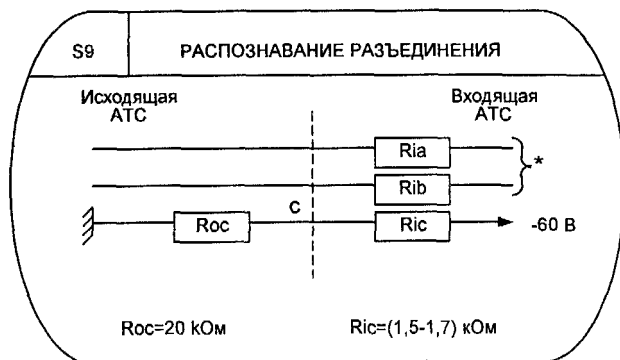 S9
РАСПОЗНАВАНИЕ РАЗЪЕДИНЕНИЯ
Исходящая
АТС
Входящая
АТС
Ria
*
Rib
C
Roc
Ric
-60 В
Roc=20 kОм
Ric=(1,5-1,7) кОм